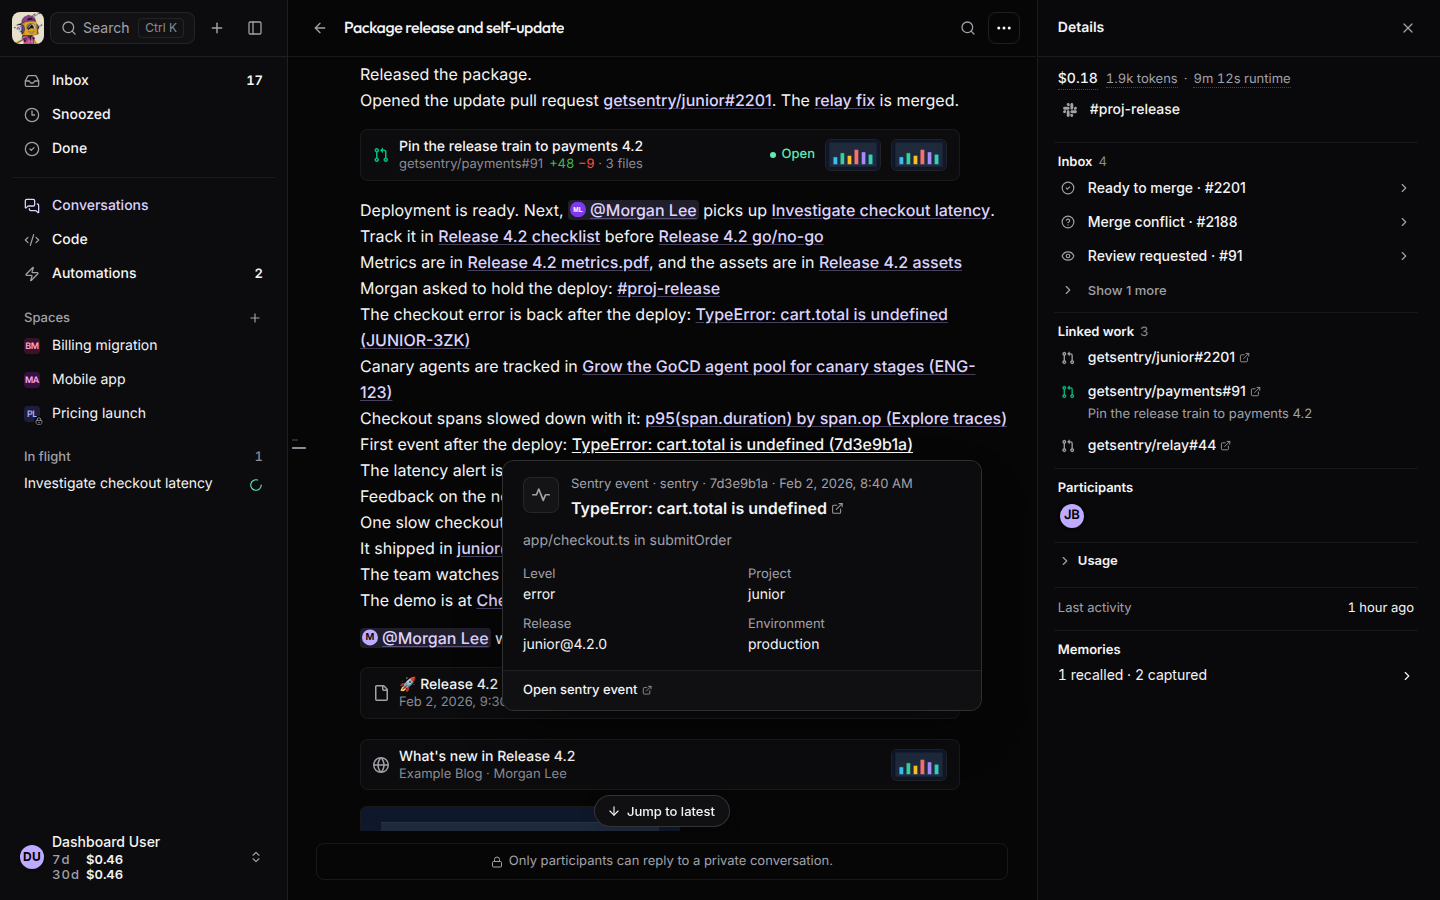 Search Ctrl K
Inbox 17
Snoozed
Done
Conversations
Code
Automations 2
Spaces
BM Billing migration
MA Mobile app
PL Pricing launch
In flight 1
Investigate checkout latency
DU Dashboard User
7d $0.46
30d $0.46
Package release and self-update
Released the package.
Opened the update pull request getsentry/junior#2201. The relay fix is merged.
Pin the release train to payments 4.2
getsentry/payments#91 +48 −9 · 3 files
Open
Deployment is ready. Next, ML @Morgan Lee picks up Investigate checkout latency.
Track it in Release 4.2 checklist before Release 4.2 go/no-go
Metrics are in Release 4.2 metrics.pdf, and the assets are in Release 4.2 assets
Morgan asked to hold the deploy: #proj-release
The checkout error is back after the deploy: TypeError: cart.total is undefined
(JUNIOR-3ZK)
Canary agents are tracked in Grow the GoCD agent pool for canary stages (ENG-
123)
Checkout spans slowed down with it: p95(span.duration) by span.op (Explore traces)
First event after the deploy: TypeError: cart.total is undefined (7d3e9b1a)
The latency alert is
Feedback on the
One slow checkout
It shipped in
The team watches
The demo is at
M @Morgan Lee
Sentry event · sentry · 7d3e9b1a · Feb 2, 2026, 8:40 AM
TypeError: cart.total is undefined
app/checkout.ts in submitOrder
Level
error
Project
junior
Release
junior@4.2.0
Environment
production
Open sentry event
🚀 Release 4.2
Feb 2, 2026,
What's new in Release 4.2
Example Blog · Morgan Lee
Jump to latest
Only participants can reply to a private conversation.
Details
$0.18 1.9k tokens · 9m 12s runtime
#proj-release
Inbox 4
Ready to merge · #2201
Merge conflict · #2188
Review requested · #91
Show 1 more
Linked work 3
getsentry/junior#2201
getsentry/payments#91
Pin the release train to payments 4.2
getsentry/relay#44
Participants
JB
Usage
Last activity 1 hour ago
Memories
1 recalled · 2 captured